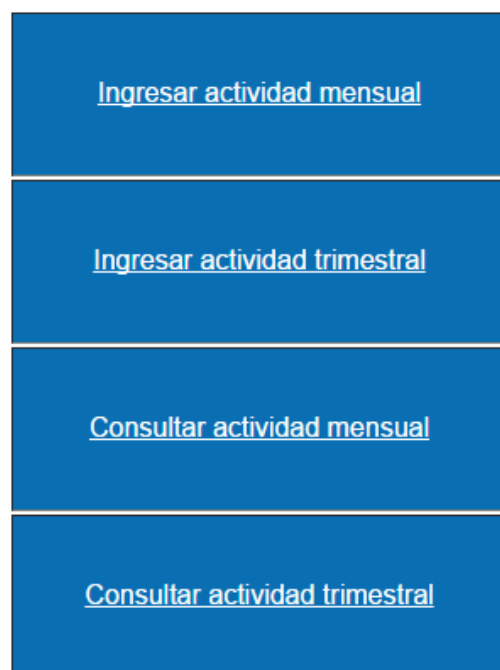 Ingresar actividad mensual
Ingresar actividad trimestral
Consultar actividad mensual
Consultar actividad trimestral